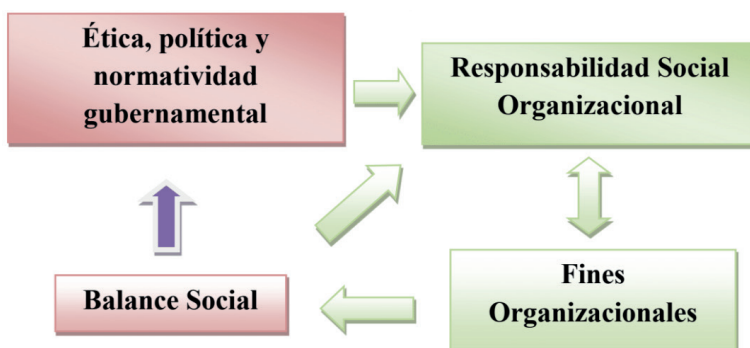 Ética, política y
normatividad
gubernamental
Responsabilidad Social
Organizacional
Balance Social
Fines
Organizacionales